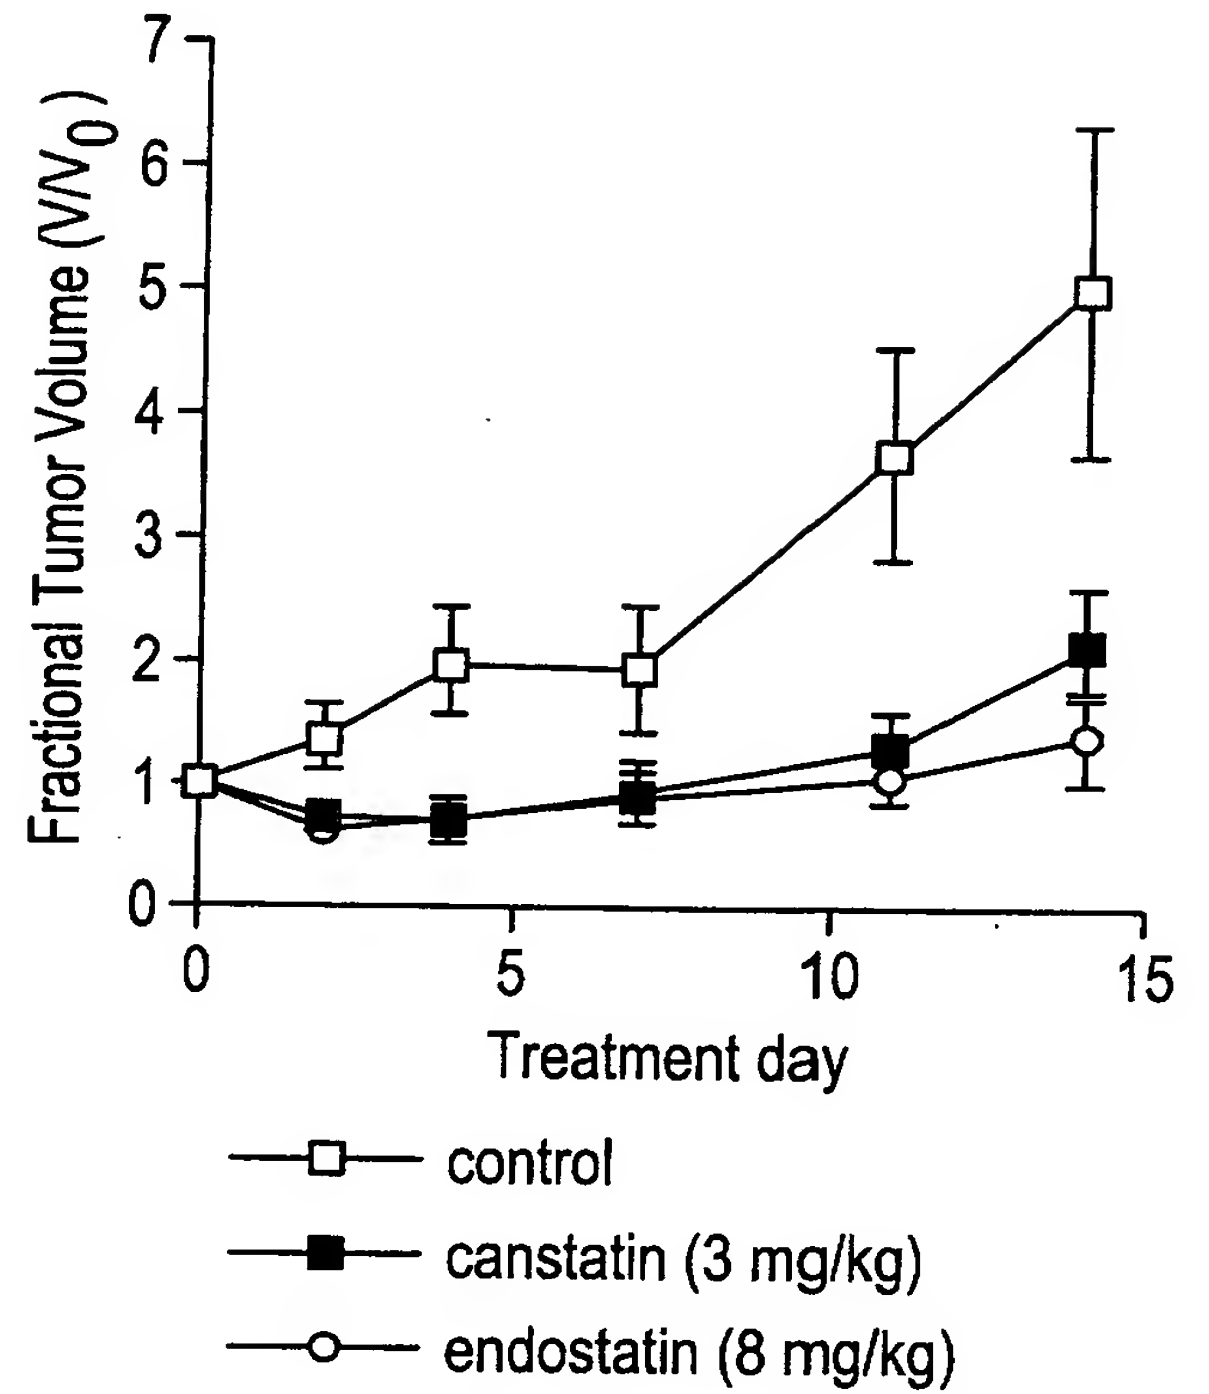 7
6
5
4
3
2
1
0
Fractional Tumor Volume (V/V0)
0 5 10 15
Treatment day
control
canstatin (3 mg/kg)
endostatin (8 mg/kg)